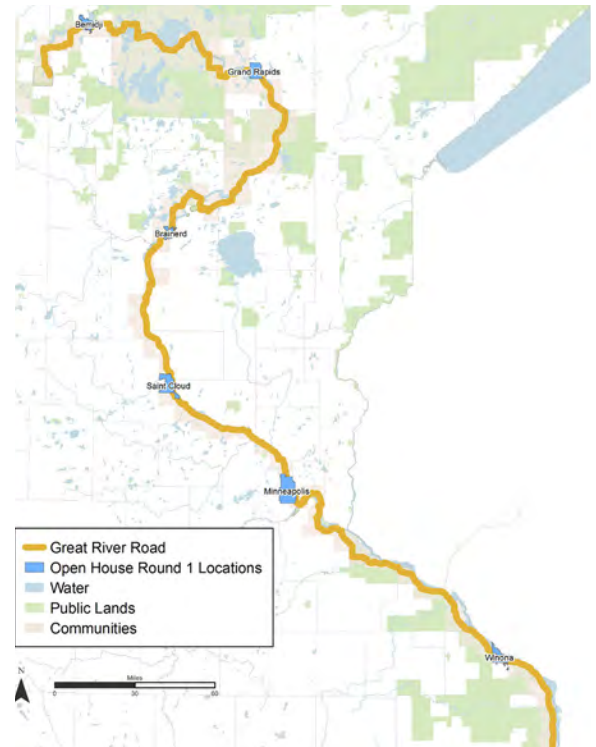 Bemidji
Grand Rapids
Brainerd
Saint Cloud
Minneapolis
Great River Road
Open House Round 1 Locations
Water
Public Lands
Communities
Winona
N
Miles
0 30 60